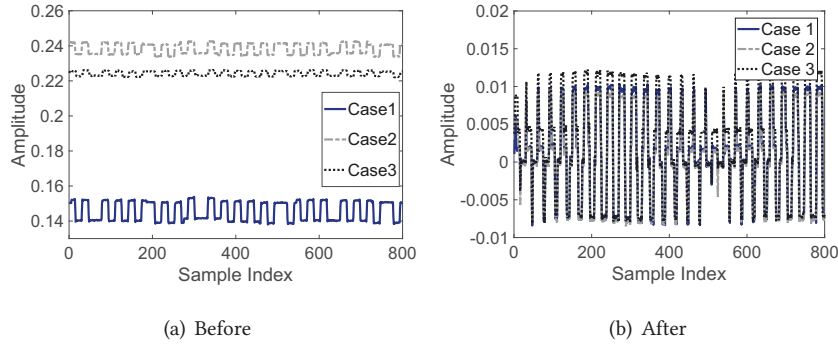 0.26
0.24
0.22
0.2
0.18
0.16
0.14
Amplitude
Case1
Case2
Case3
0 200 400 600 800
Sample Index
(a) Before
0.02
0.015
0.01
0.005
0
-0.005
-0.01
Amplitude
Case 1
Case 2
Case 3
0 200 400 600 800
Sample Index
(b) After